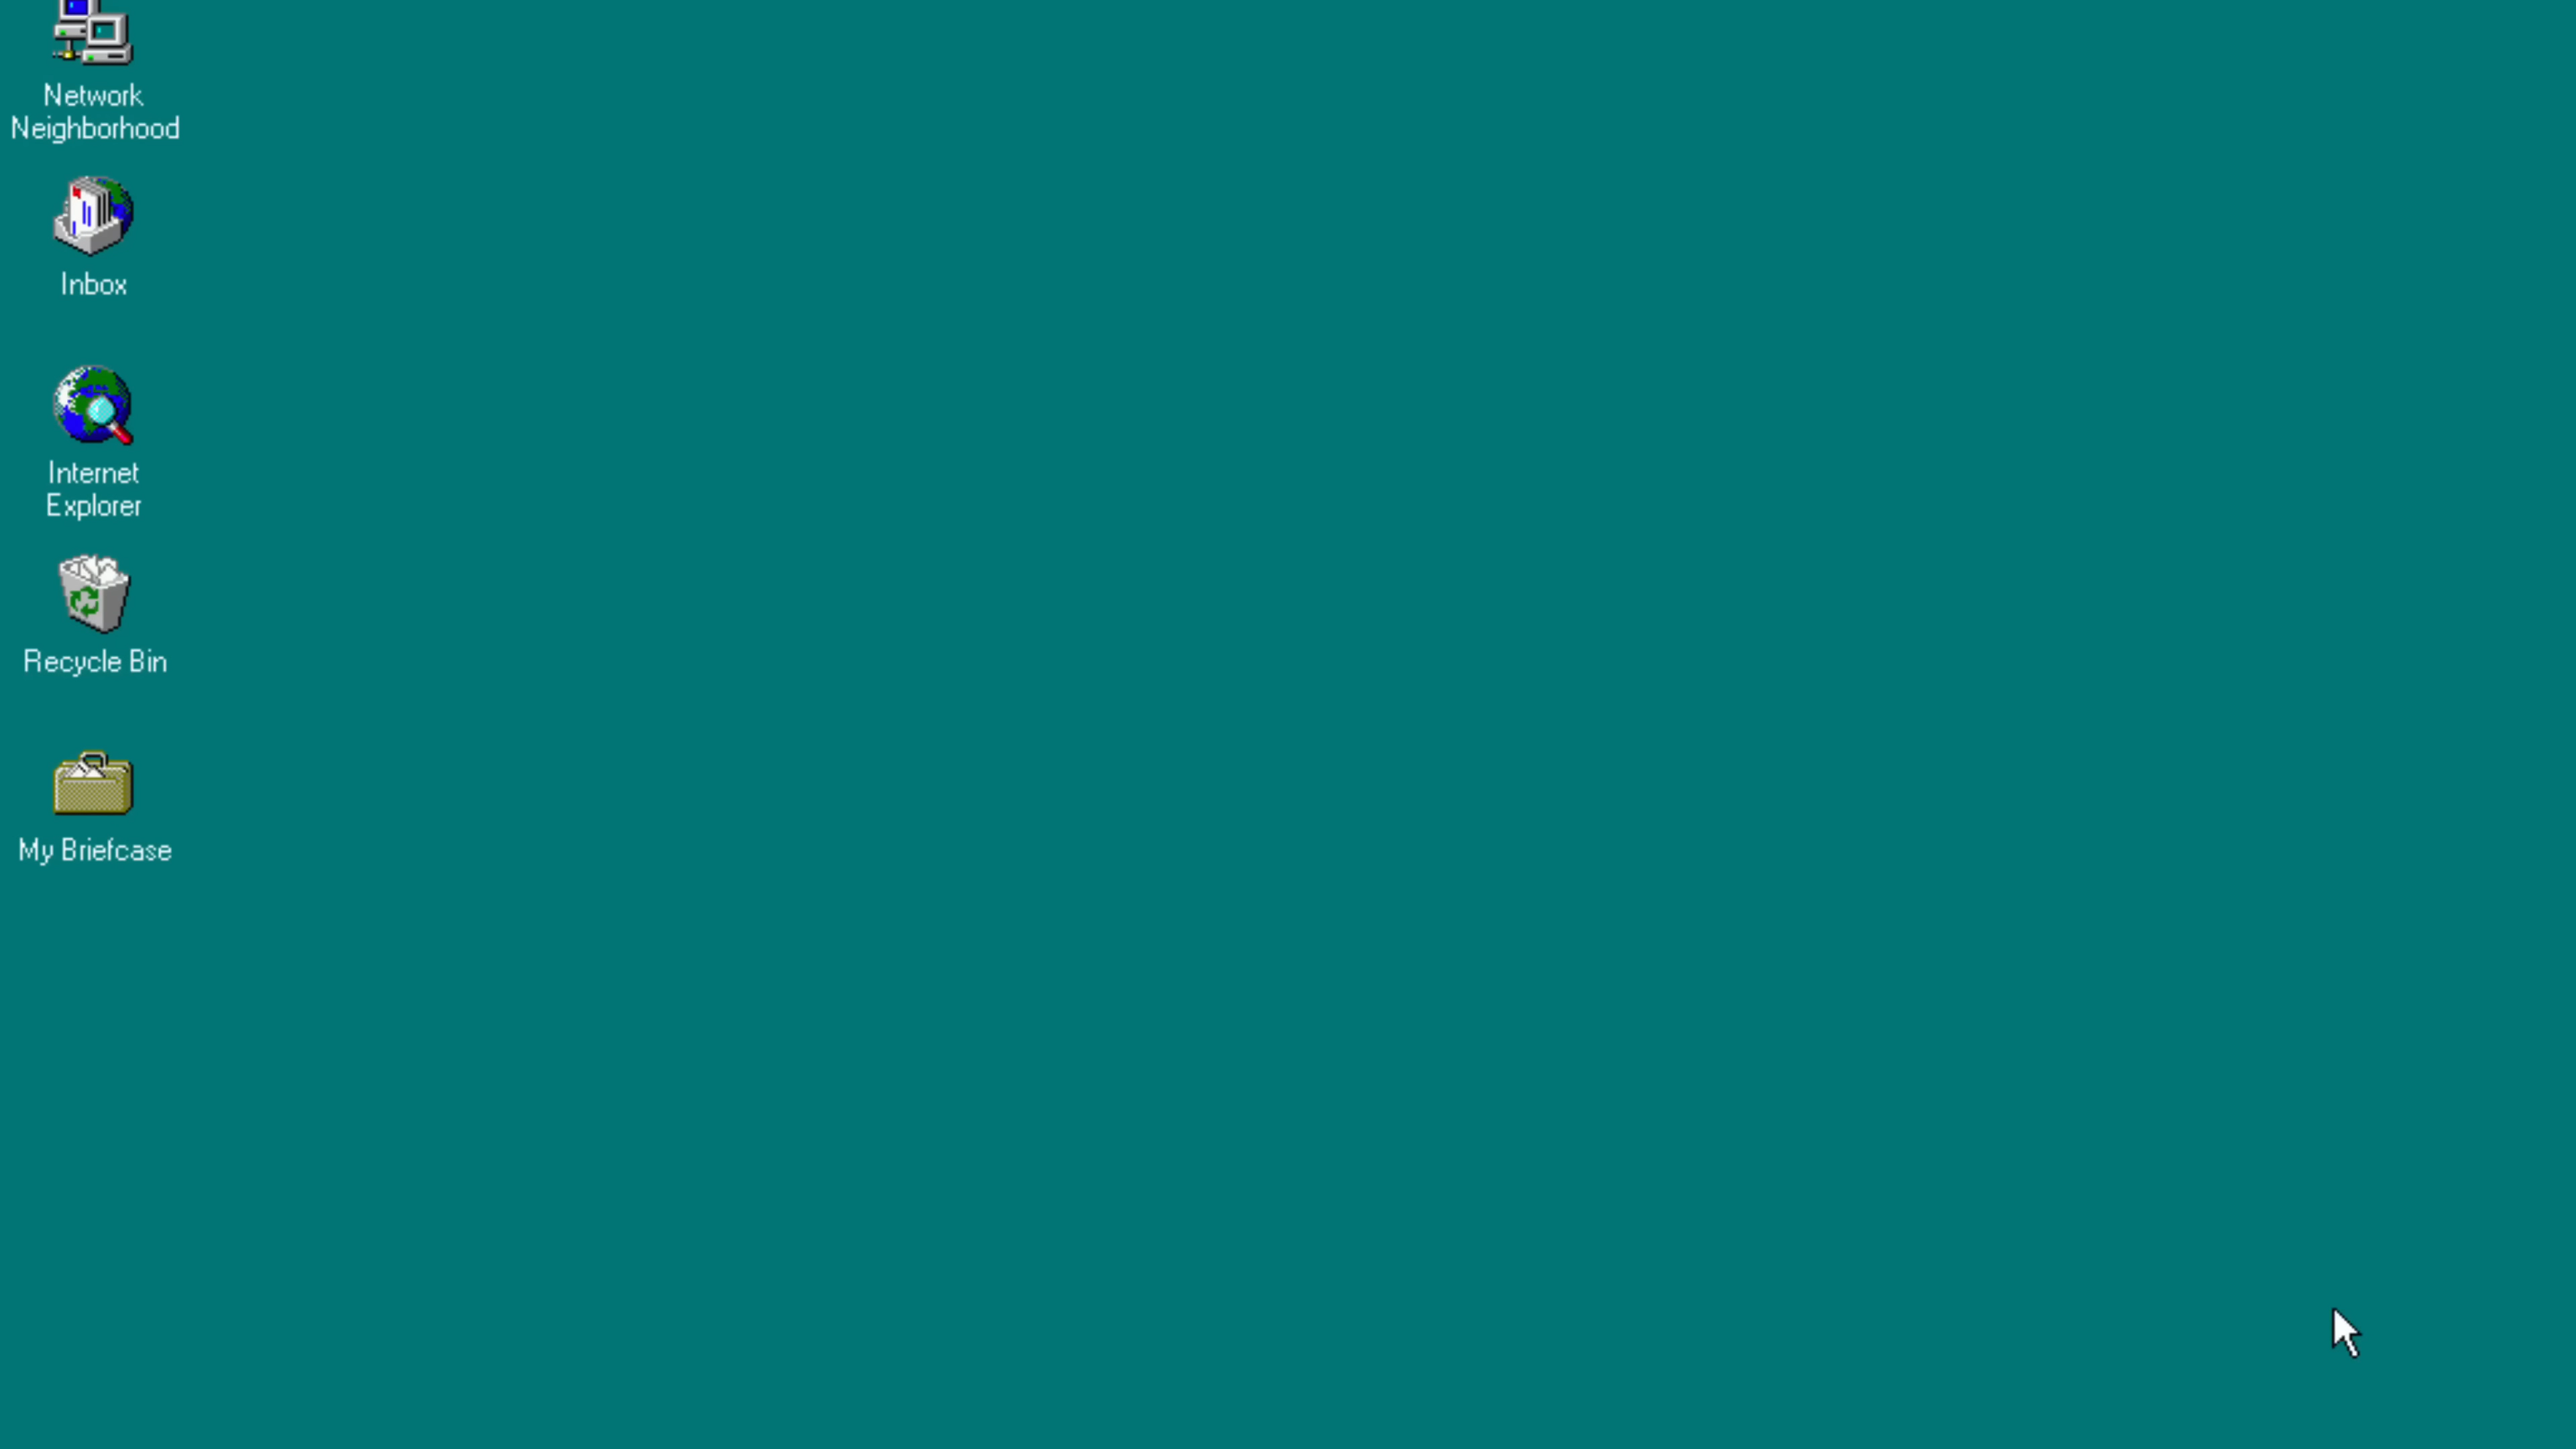 Network
Neighborhood
Inbox
Internet
Explorer
Recycle Bin
My Briefcase